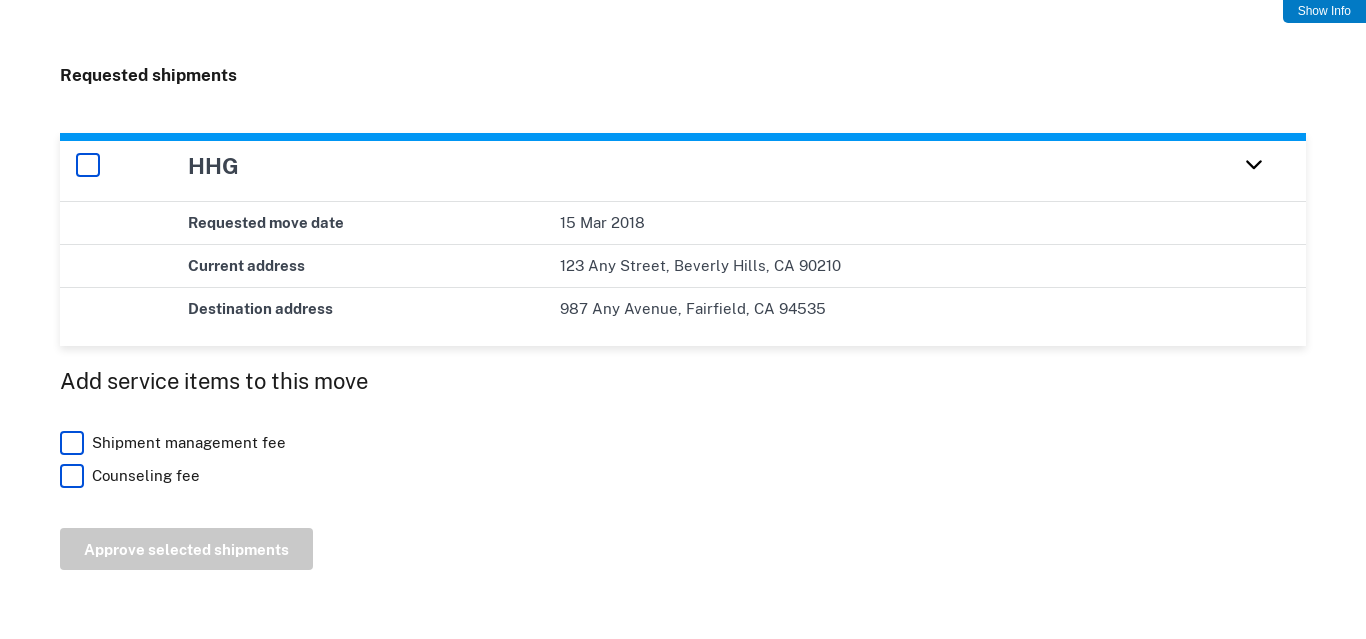 Show Info
Requested shipments
HHG
Requested move date 15 Mar 2018
Current address 123 Any Street, Beverly Hills, CA 90210
Destination address 987 Any Avenue, Fairfield, CA 94535
Add service items to this move
Shipment management fee
Counseling fee
Approve selected shipments